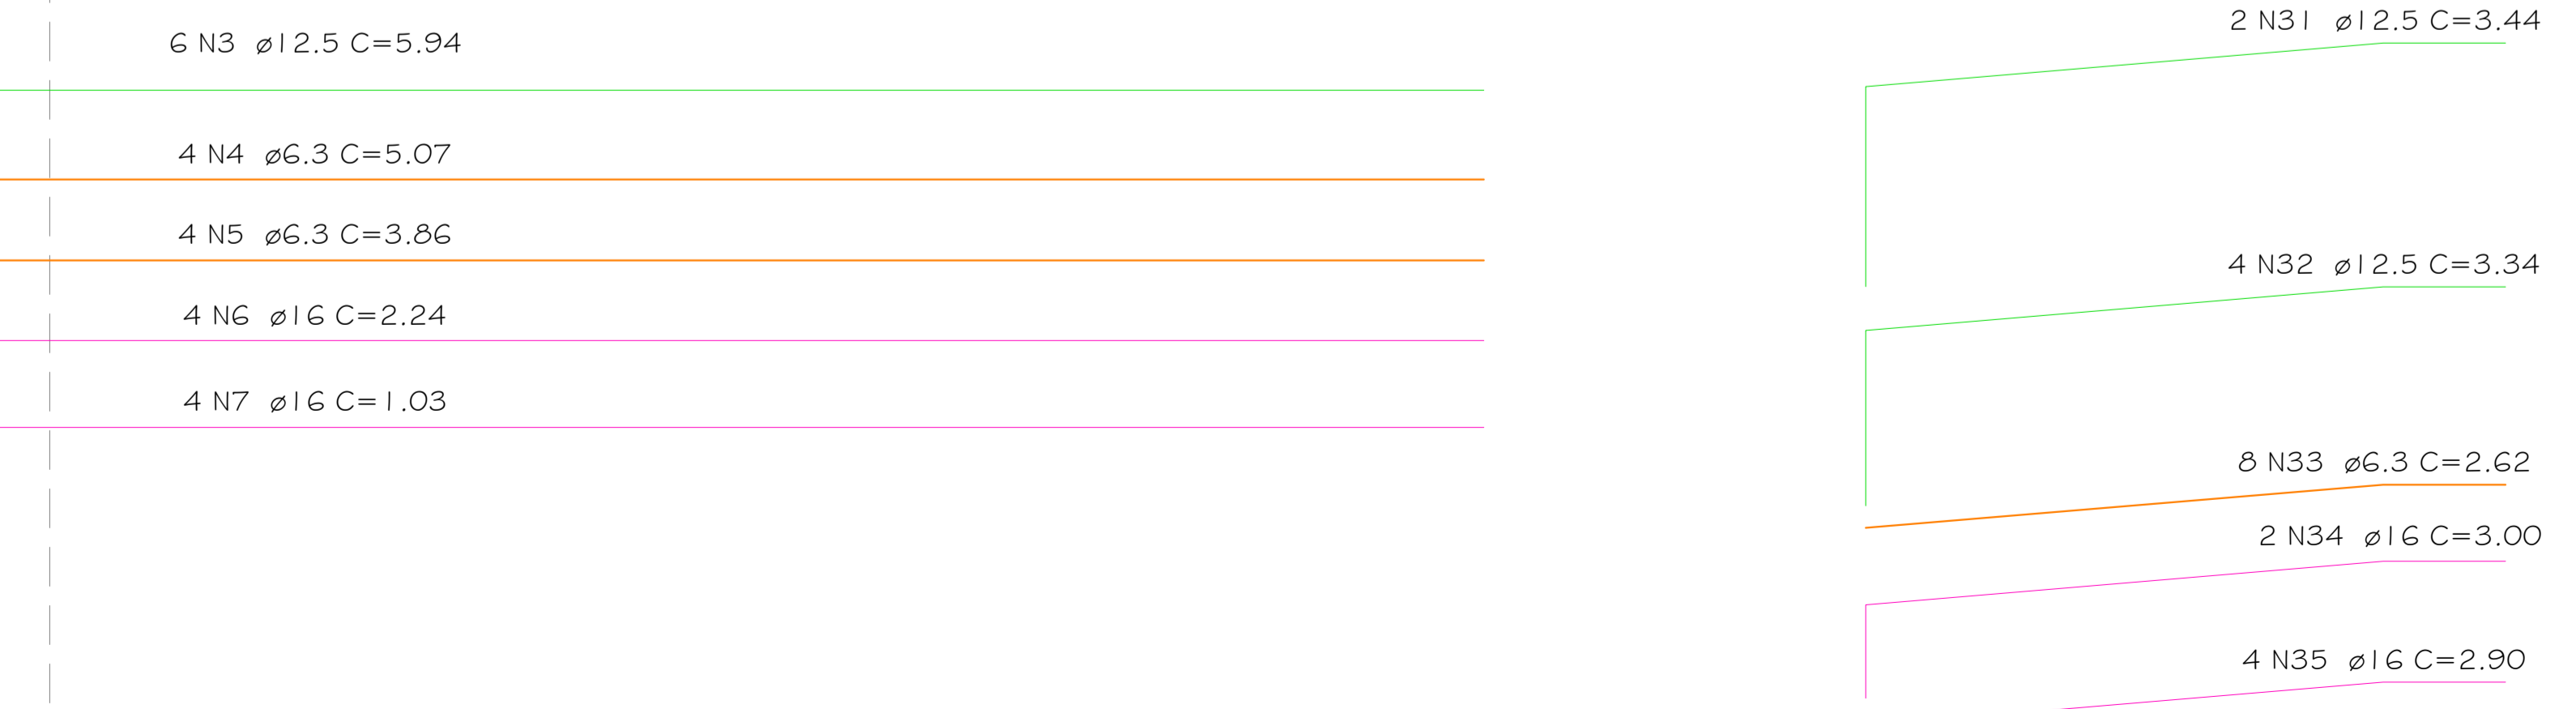 6 N3 ø12.5 C=5.94
4 N4 ø6.3 C=5.07
4 N5 ø6.3 C=3.86
4 N6 ø16 C=2.24
4 N7 ø16 C=1.03
2 N31 ø12.5 C=3.44
4 N32 ø12.5 C=3.34
8 N33 ø6.3 C=2.62
2 N34 ø16 C=3.00
4 N35 ø16 C=2.90